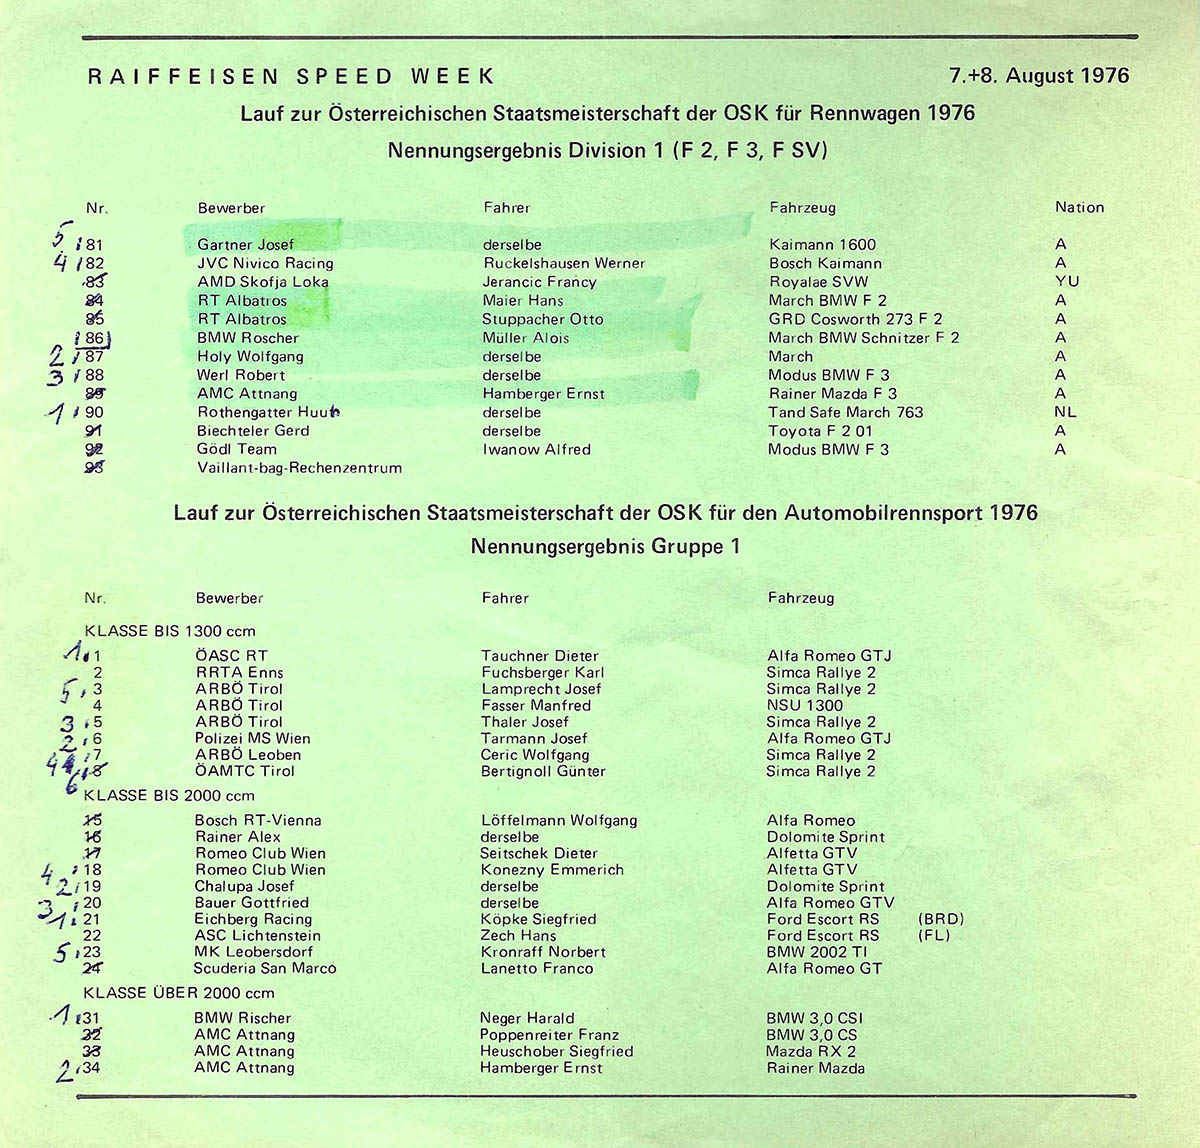 RAIFFEISEN SPEED WEEK 7.+8. August 1976
Lauf zur Österreichischen Staatsmeisterschaft der OSK für Rennwagen 1976
Nennungsergebnis Division 1 (F 2, F 3, F SV)
Nr. Bewerber Fahrer Fahrzeug Nation
5 81 Gartner Josef derselbe Kaimann 1600 A
4 82 JVC Nivico Racing Ruckelshausen Werner Bosch Kaimann A
83 AMD Skofja Loka Jerancic Francy Royalae SVW YU
84 RT Albatros Maier Hans March BMW F 2 A
85 RT Albatros Stuppacher Otto GRD Cosworth 273 F 2 A
86 BMW Roscher Müller Alois March BMW Schnitzer F 2 A
2 87 Holy Wolfgang derselbe March A
3 88 Werl Robert derselbe Modus BMW F 3 A
89 AMC Attnang Hamberger Ernst Rainer Mazda F 3 A
1 90 Rothengatter Huub derselbe Tand Safe March 763 NL
91 Biechteler Gerd derselbe Toyota F 2 01 A
92 Gödl Team Iwanow Alfred Modus BMW F 3 A
93 Vaillant-bag-Rechenzentrum
Lauf zur Österreichischen Staatsmeisterschaft der OSK für den Automobilrennsport 1976
Nennungsergebnis Gruppe 1
Nr. Bewerber Fahrer Fahrzeug
KLASSE BIS 1300 ccm
1. 1 ÖASC RT Tauchner Dieter Alfa Romeo GTJ
2 RRTA Enns Fuchsberger Karl Simca Rallye 2
5 3 ARBÖ Tirol Lamprecht Josef Simca Rallye 2
4 ARBÖ Tirol Fasser Manfred NSU 1300
3 5 ARBÖ Tirol Thaler Josef Simca Rallye 2
2 6 Polizei MS Wien Tarmann Josef Alfa Romeo GTJ
4 7 ARBÖ Leoben Ceric Wolfgang Simca Rallye 2
6 8 ÖAMTC Tirol Bertignoll Günter Simca Rallye 2
KLASSE BIS 2000 ccm
15 Bosch RT-Vienna Löffelmann Wolfgang Alfa Romeo
16 Rainer Alex derselbe Dolomite Sprint
17 Romeo Club Wien Seitschek Dieter Alfetta GTV
4 18 Romeo Club Wien Konezny Emmerich Alfetta GTV
2 19 Chalupa Josef derselbe Dolomite Sprint
3 20 Bauer Gottfried derselbe Alfa Romeo GTV
1 21 Eichberg Racing Köpke Siegfried Ford Escort RS (BRD)
22 ASC Lichtenstein Zech Hans Ford Escort RS (FL)
5 23 MK Leobersdorf Kronraff Norbert BMW 2002 TI
24 Scuderia San Marco Lanetto Franco Alfa Romeo GT
KLASSE ÜBER 2000 ccm
1 31 BMW Rischer Neger Harald BMW 3,0 CSI
32 AMC Attnang Poppenreiter Franz BMW 3,0 CS
33 AMC Attnang Heuschober Siegfried Mazda RX 2
2 34 AMC Attnang Hamberger Ernst Rainer Mazda